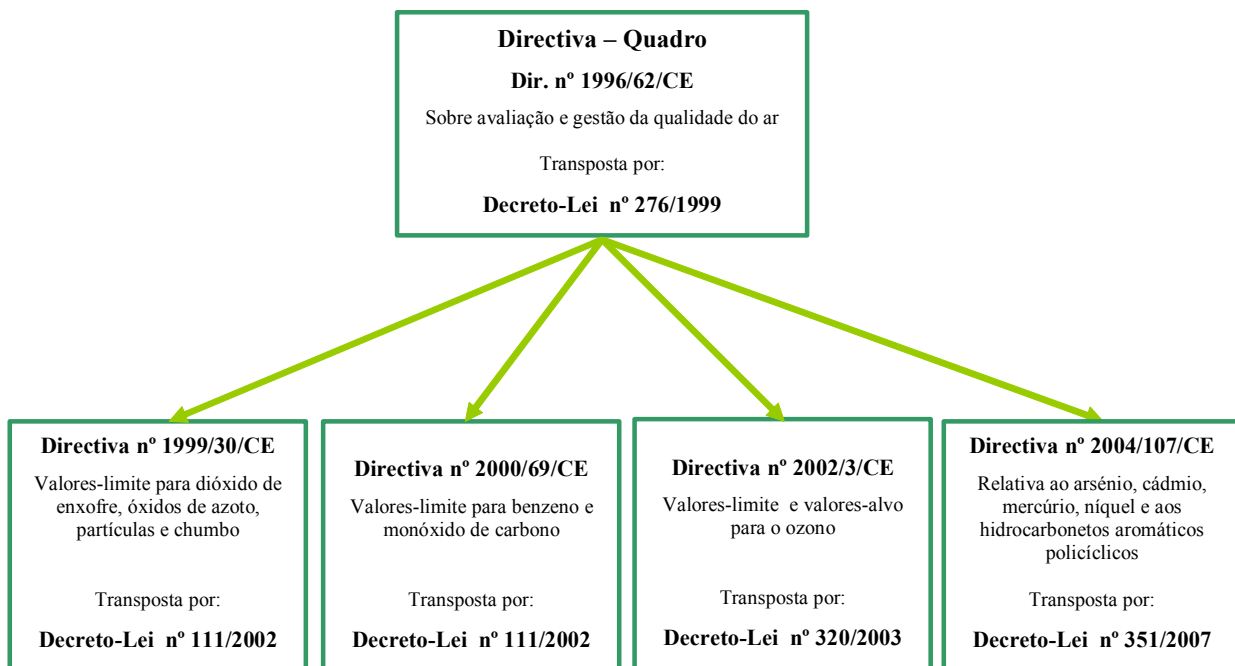 Directiva – Quadro
Dir. nº 1996/62/CE
Sobre avaliação e gestão da qualidade do ar
Transposta por:
Decreto-Lei nº 276/1999
Directiva nº 1999/30/CE
Valores-limite para dióxido de
enxofre, óxidos de azoto,
partículas e chumbo
Transposta por:
Decreto-Lei nº 111/2002
Directiva nº 2000/69/CE
Valores-limite para benzeno e
monóxido de carbono
Transposta por:
Decreto-Lei nº 111/2002
Directiva nº 2002/3/CE
Valores-limite e valores-alvo
para o ozono
Transposta por:
Decreto-Lei nº 320/2003
Directiva nº 2004/107/CE
Relativa ao arsénio, cádmio,
mercúrio, níquel e aos
hidrocarbonetos aromáticos
policíclicos
Transposta por:
Decreto-Lei nº 351/2007